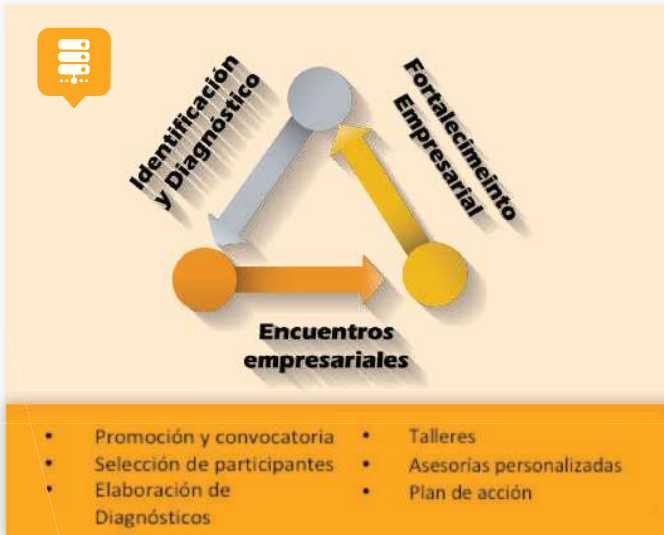 Identificación
y Diagnóstico
Fortalecimeinto
Empresarial
Encuentros
empresariales
• Promoción y convocatoria
• Selección de participantes
• Elaboración de
Diagnósticos
• Talleres
• Asesorías personalizadas
• Plan de acción